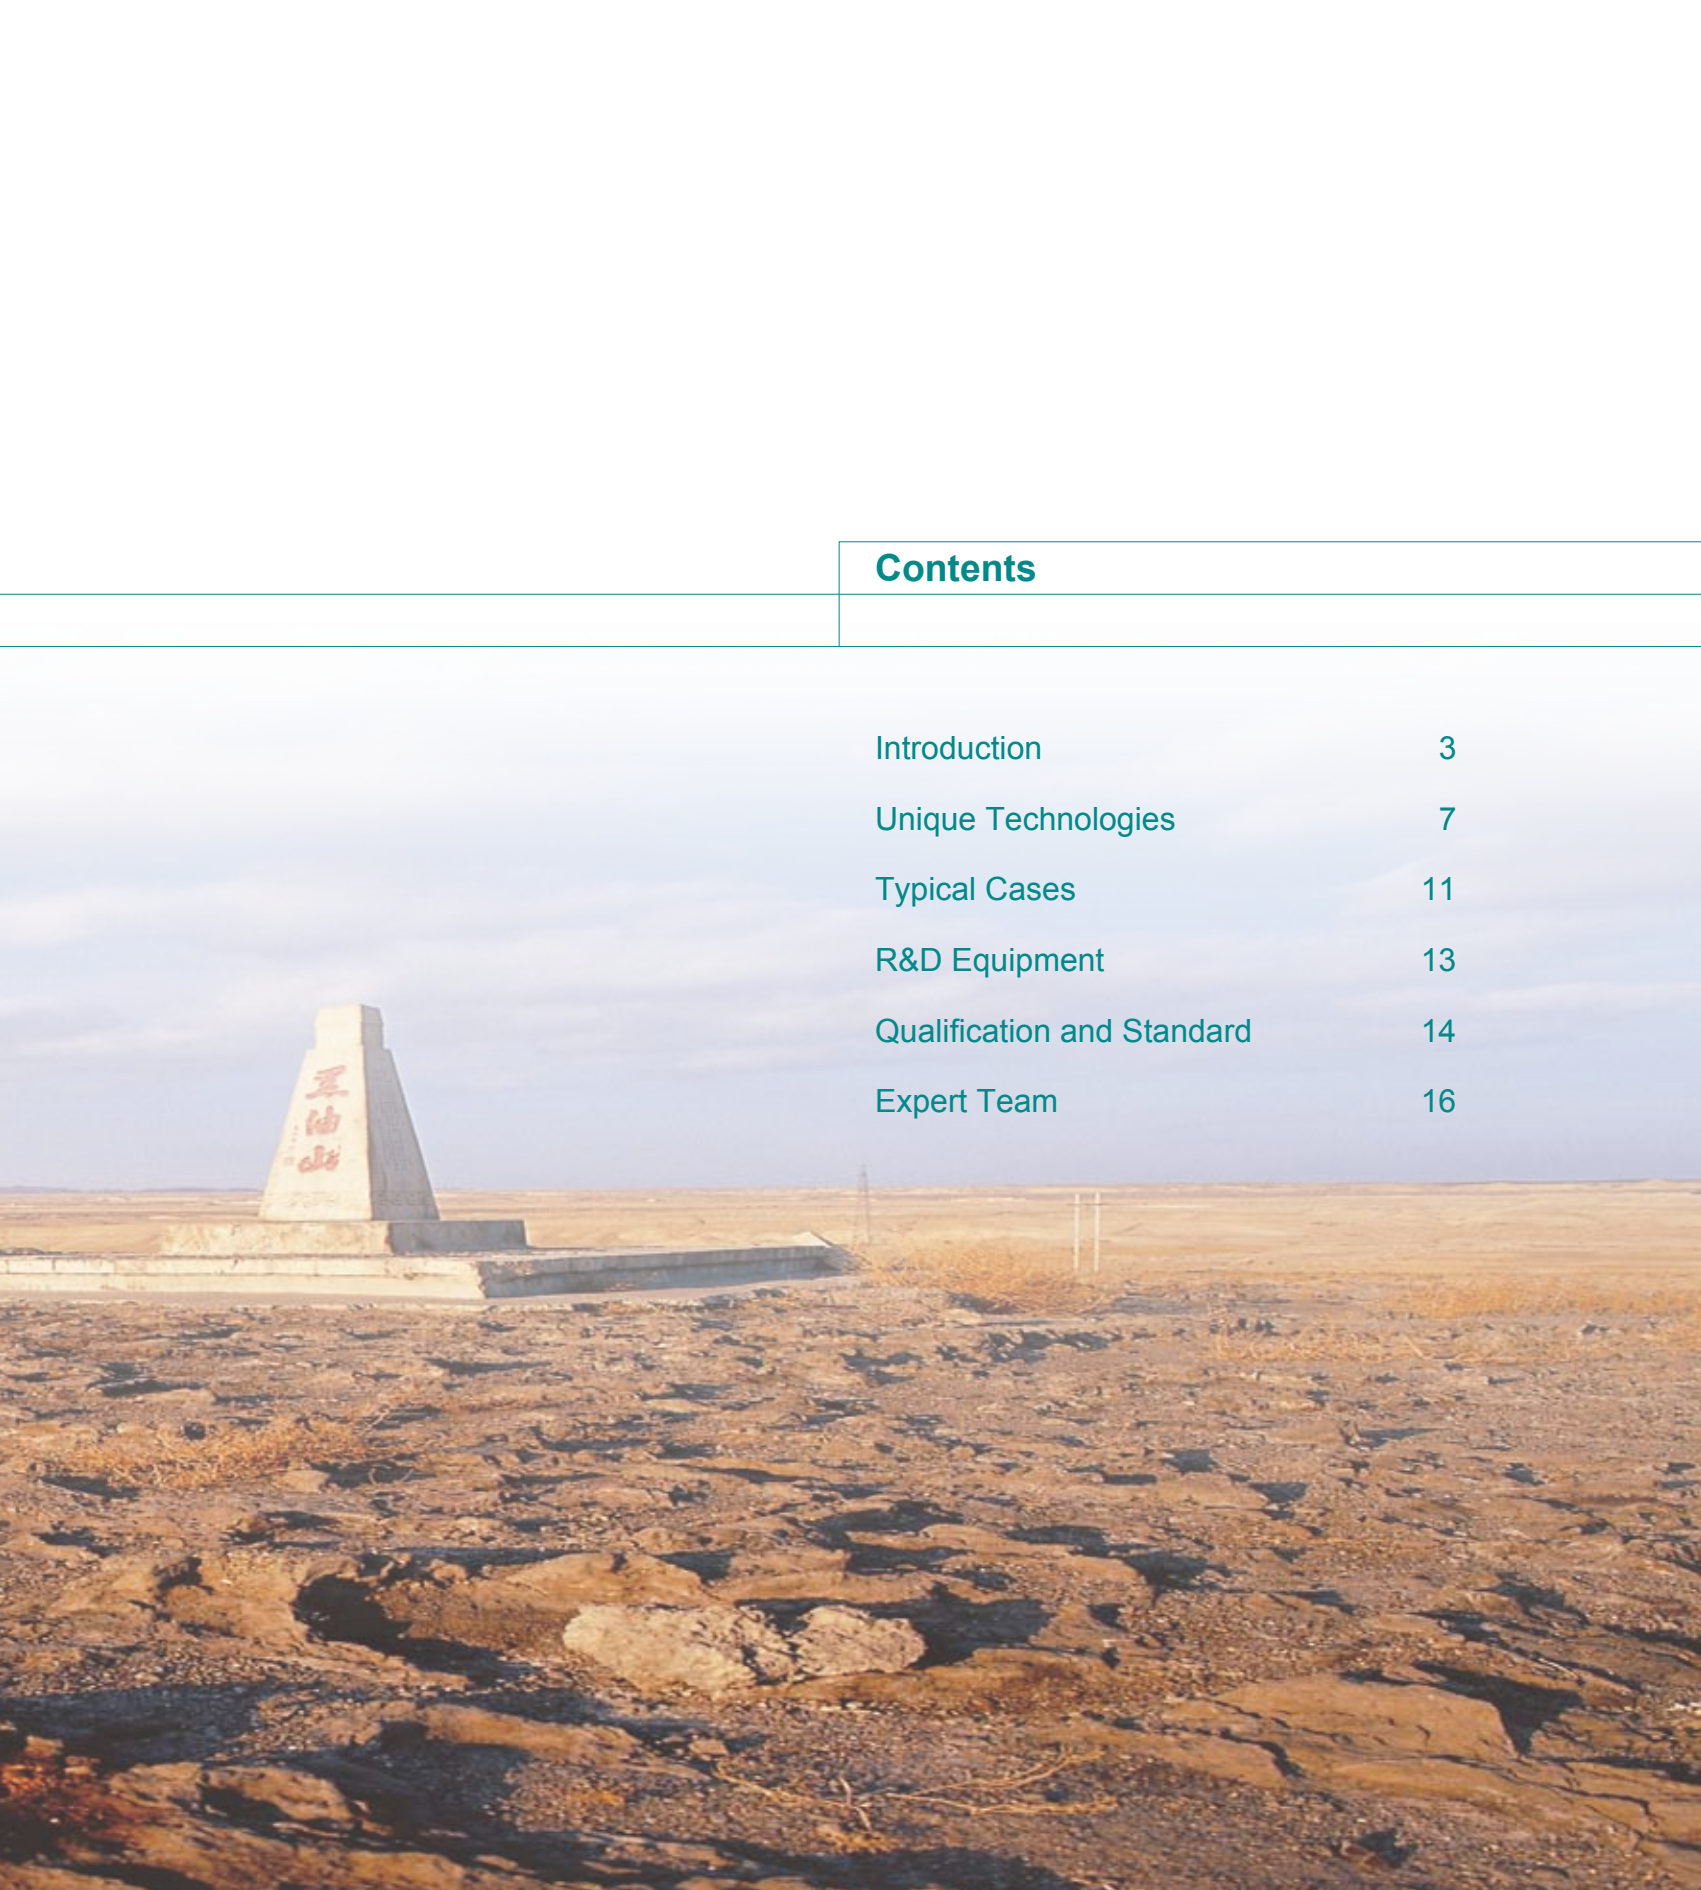 Contents
Introduction 3
Unique Technologies 7
Typical Cases 11
R&D Equipment 13
Qualification and Standard 14
Expert Team 16
油
山